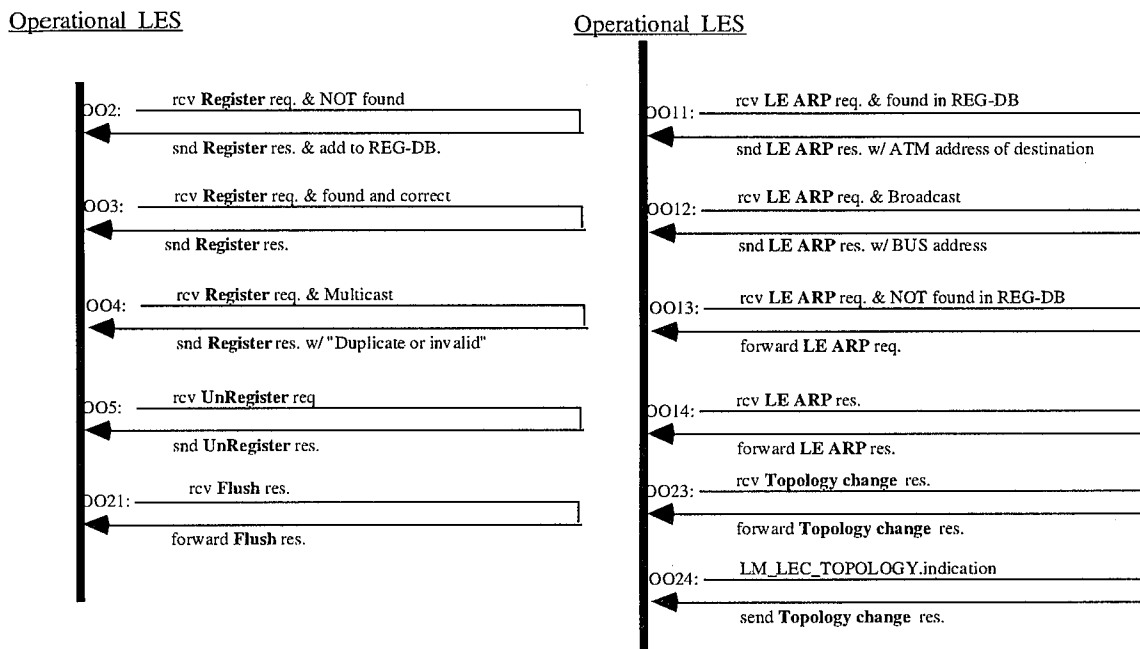 Operational LES
OO2:
rcv Register req. & NOT found
snd Register res. & add to REG-DB.
OO3:
rcv Register req. & found and correct
snd Register res.
OO4:
rcv Register req. & Multicast
snd Register res. w/ "Duplicate or invalid"
OO5:
rcv UnRegister req
snd UnRegister res.
OO21:
rcv Flush res.
forward Flush res.
Operational LES
OO11:
rcv LE ARP req. & found in REG-DB
snd LE ARP res. w/ ATM address of destination
OO12:
rcv LE ARP req. & Broadcast
snd LE ARP res. w/ BUS address
OO13:
rcv LE ARP req. & NOT found in REG-DB
forward LE ARP req.
OO14:
rcv LE ARP res.
forward LE ARP res.
OO23:
rcv Topology change res.
forward Topology change res.
OO24:
LM_LEC_TOPOLOGY.indication
send Topology change res.